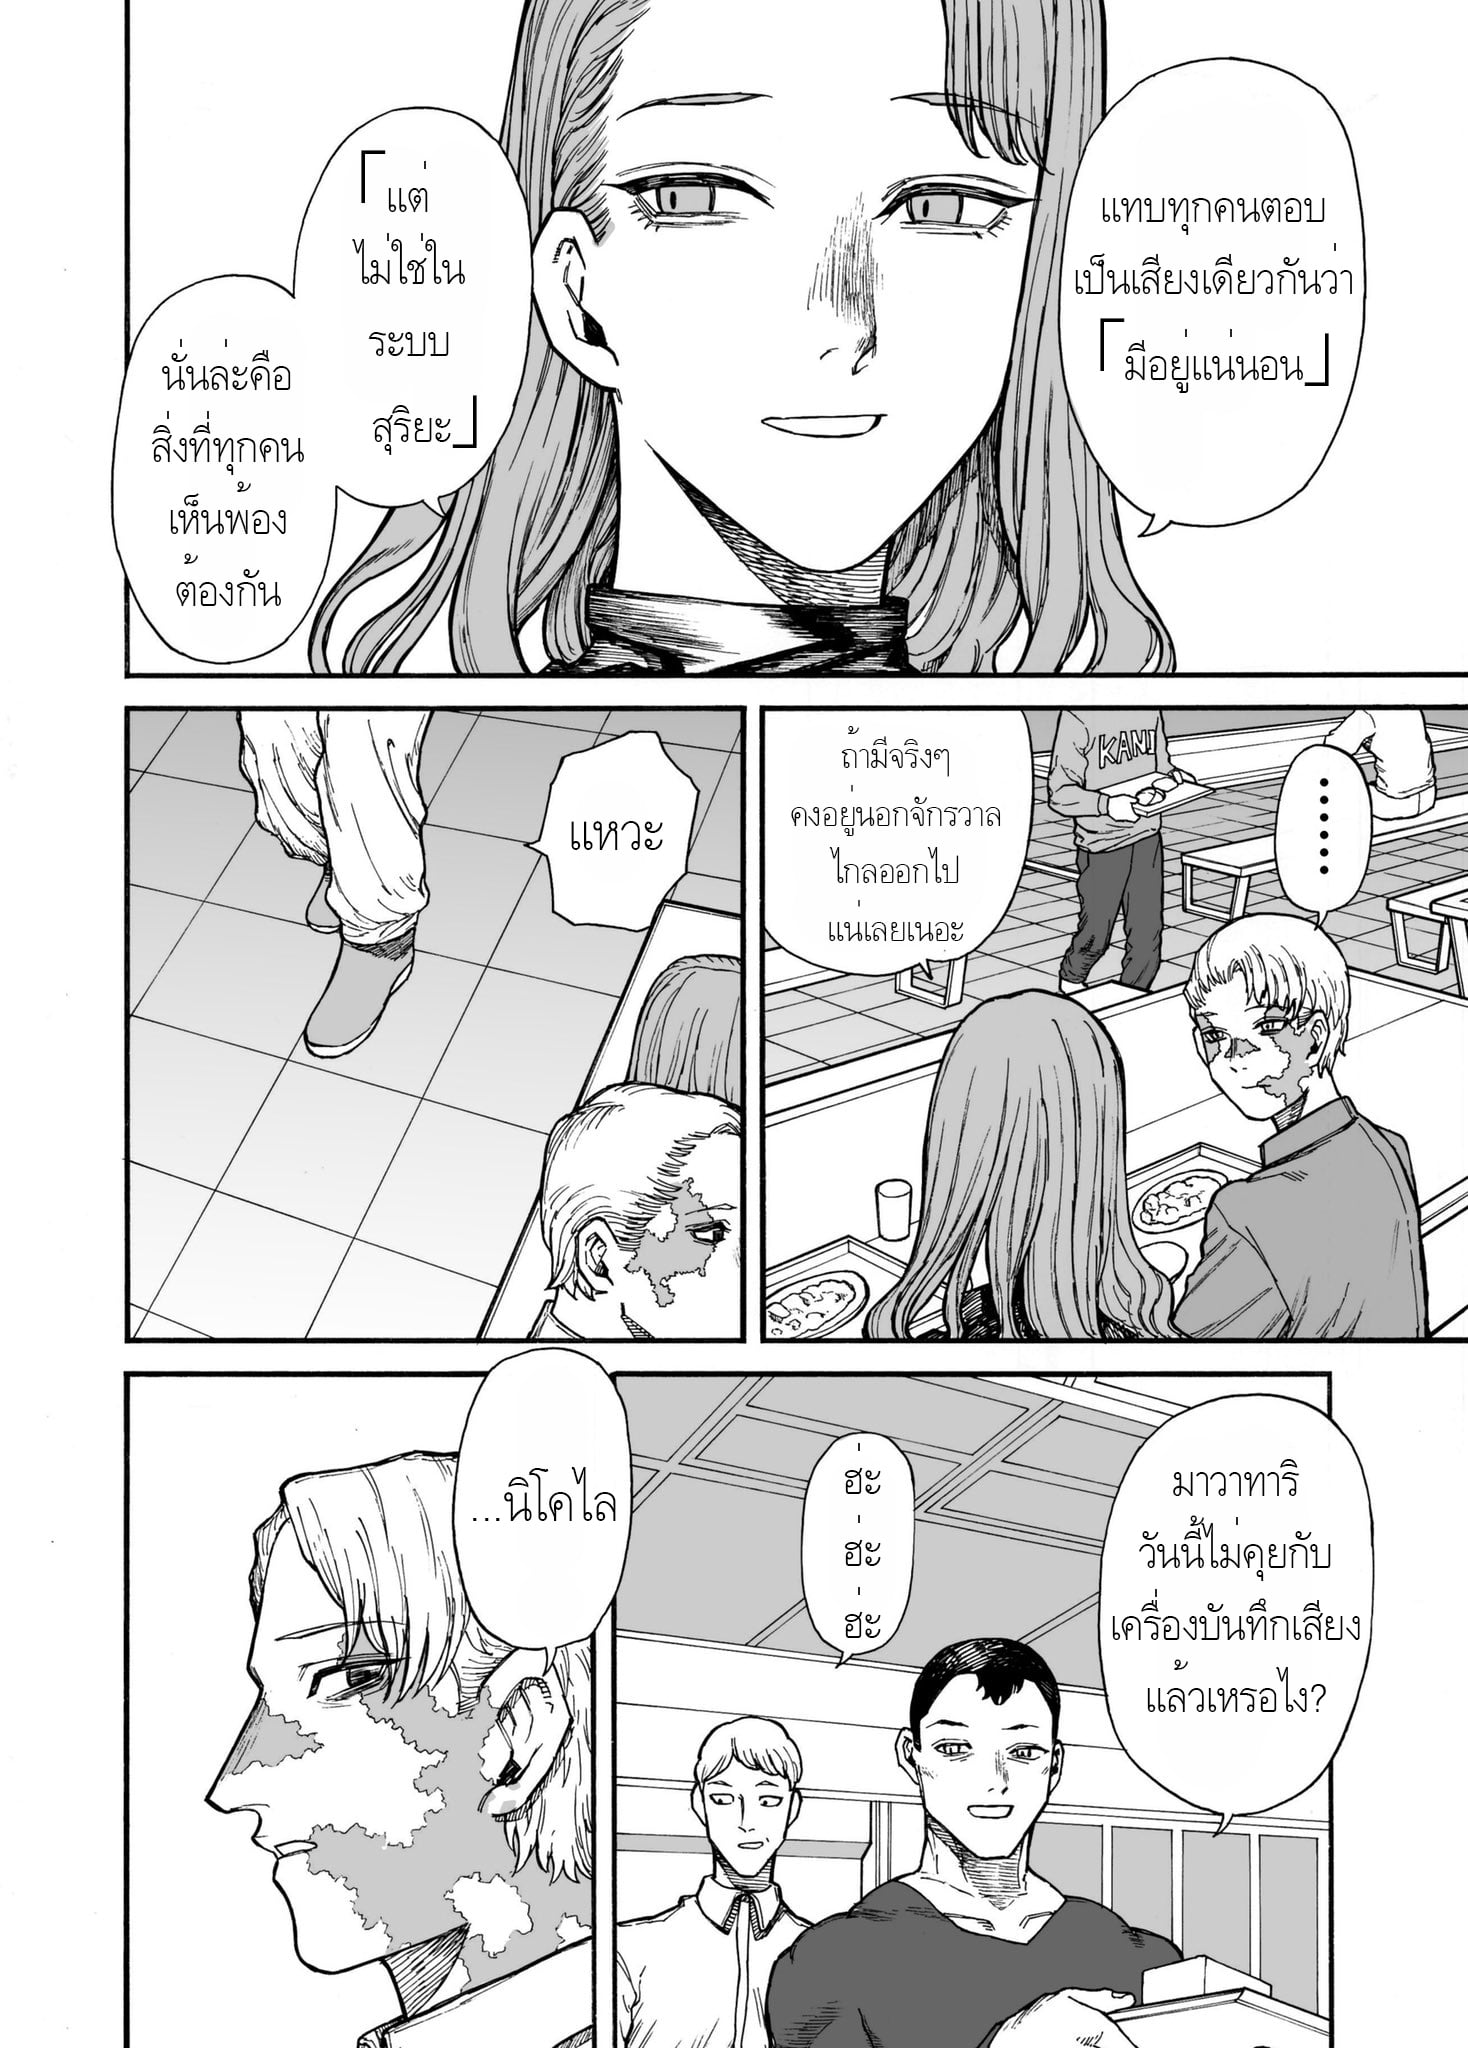 แทบทุกคนตอบ
เป็นเสียงเดียวกันว่า
「มีอยู่แน่นอน」
「แต่
ไม่ใช่ใน
ระบบ
สุริยะ」
นั่นล่ะคือ
สิ่งที่ทุกคน
เห็นพ้อง
ต้องกัน
........
KANI
ถ้ามีจริงๆ
คงอยู่นอกจักรวาล
ไกลออกไป
แน่เลยเนอะ
แหวะ
มาวาทาริ
วันนี้ไม่คุยกับ
เครื่องบันทึกเสียง
แล้วเหรอไง?
ฮ่ะ
ฮ่ะ
ฮ่ะ
...นิโคไล